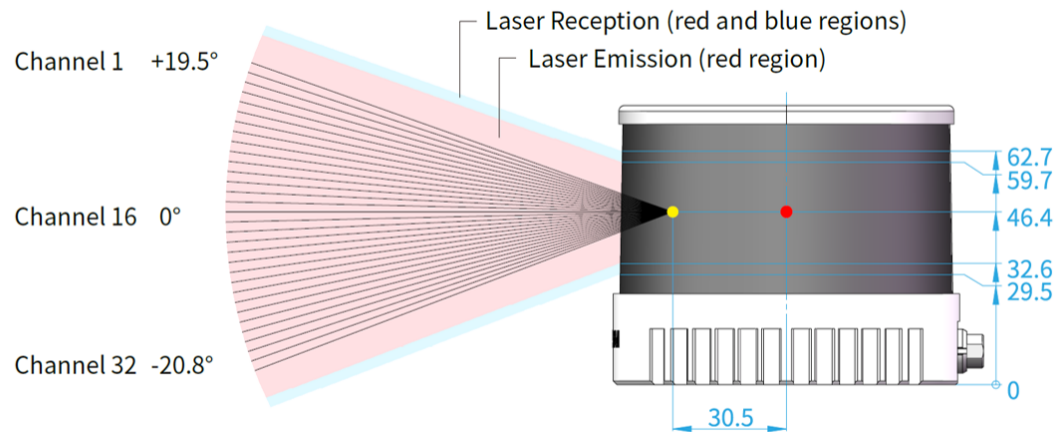 Laser Reception (red and blue regions)
Laser Emission (red region)
Channel 1 +19.5°
Channel 16 0°
Channel 32 -20.8°
62.7
59.7
46.4
32.6
29.5
0
30.5